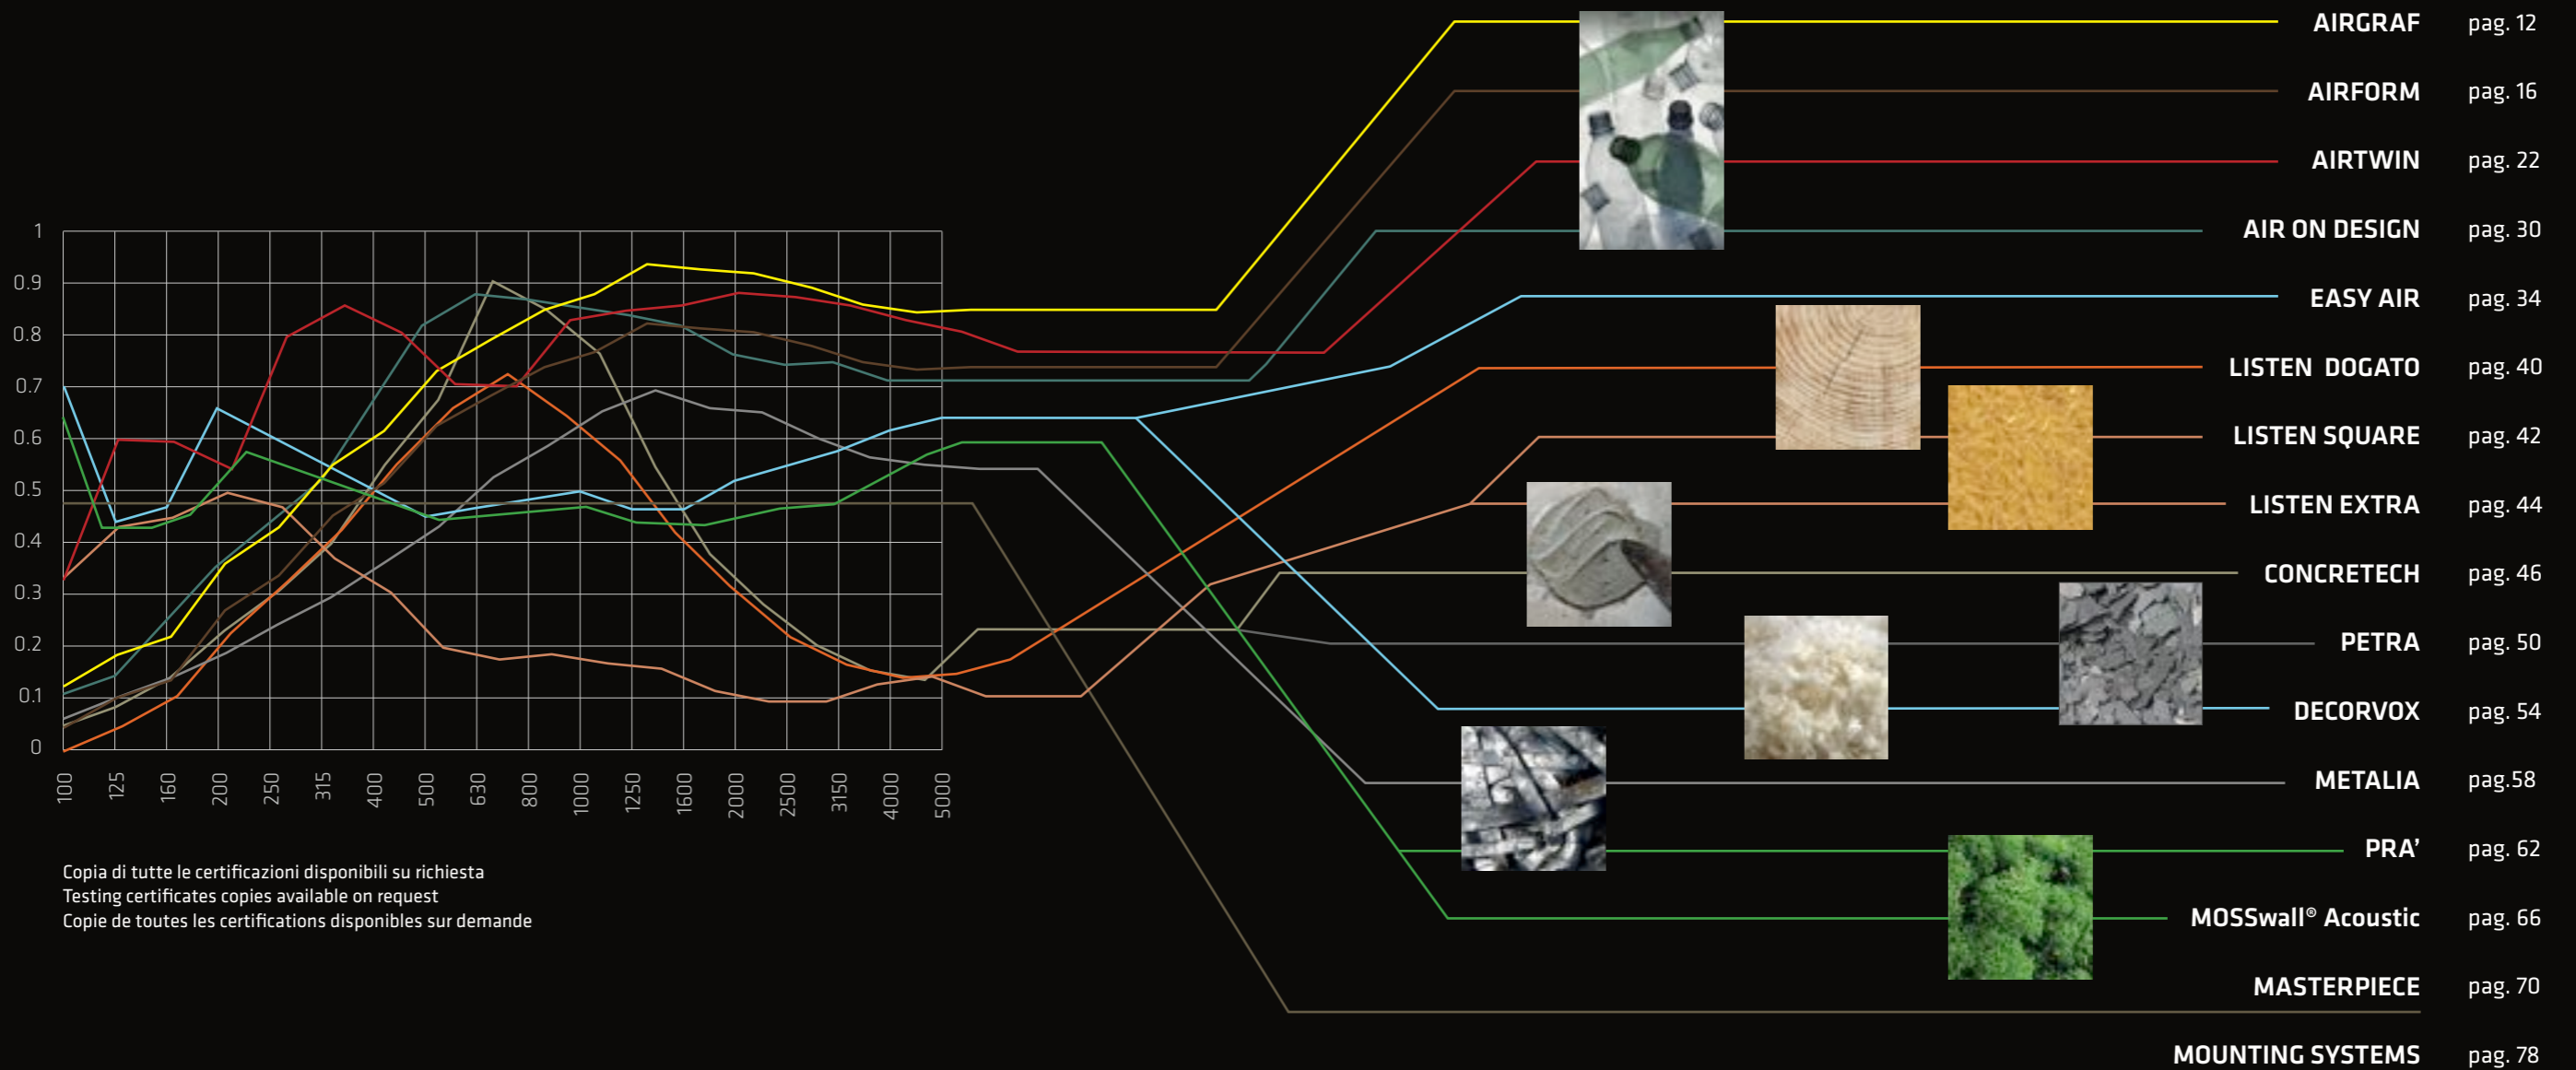 AIRGRAF pag. 12
AIRFORM pag. 16
AIRTWIN pag. 22
AIR ON DESIGN pag. 30
EASY AIR pag. 34
LISTEN DOGATO pag. 40
LISTEN SQUARE pag. 42
LISTEN EXTRA pag. 44
CONCRETECH pag. 46
PETRA pag. 50
DECORVOX pag. 54
METALIA pag.58
PRA’ pag. 62
MOSSwall® Acoustic pag. 66
MASTERPIECE pag. 70
MOUNTING SYSTEMS pag. 78
1
0.9
0.8
0.7
0.6
0.5
0.4
0.3
0.2
0.1
0
100 125 160 200 250 315 400 500 630 800 1000 1250 1600 2000 2500 3150 4000 5000
Copia di tutte le certificazioni disponibili su richiesta
Testing certificates copies available on request
Copie de toutes les certifications disponibles sur demande